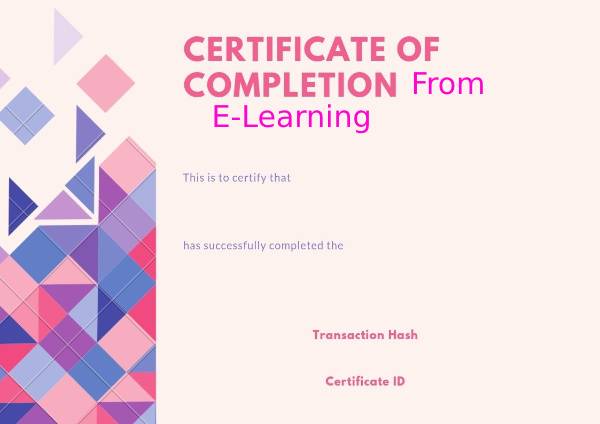 CERTIFICATE OF
COMPLETION From
E-Learning
This is to certify that
has successfully completed the
Transaction Hash
Certificate ID